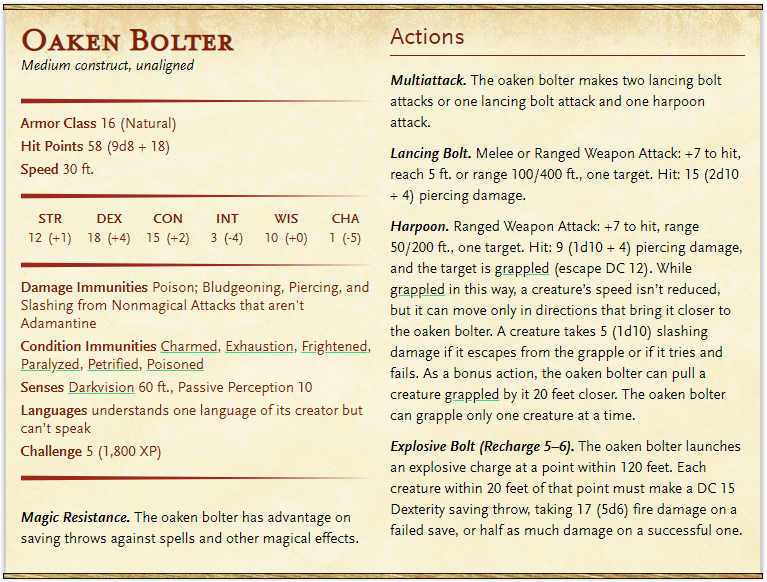 Oaken Bolter
Medium construct, unaligned
Armor Class 16 (Natural)
Hit Points 58 (9d8 + 18)
Speed 30 ft.
STR DEX CON INT WIS CHA
12 (+1) 18 (+4) 15 (+2) 3 (-4) 10 (+0) 1 (-5)
Damage Immunities Poison; Bludgeoning, Piercing, and
Slashing from Nonmagical Attacks that aren't
Adamantine
Condition Immunities Charmed, Exhaustion, Frightened,
Paralyzed, Petrified, Poisoned
Senses Darkvision 60 ft., Passive Perception 10
Languages understands one language of its creator but
can't speak
Challenge 5 (1,800 XP)
Magic Resistance. The oaken bolter has advantage on
saving throws against spells and other magical effects.
Actions
Multiattack. The oaken bolter makes two lancing bolt
attacks or one lancing bolt attack and one harpoon
attack.
Lancing Bolt. Melee or Ranged Weapon Attack: +7 to hit,
reach 5 ft. or range 100/400 ft., one target. Hit: 15 (2d10
+ 4) piercing damage.
Harpoon. Ranged Weapon Attack: +7 to hit, range
50/200 ft., one target. Hit: 9 (1d10 + 4) piercing damage,
and the target is grappled (escape DC 12). While
grappled in this way, a creature's speed isn't reduced,
but it can move only in directions that bring it closer to
the oaken bolter. A creature takes 5 (1d10) slashing
damage if it escapes from the grapple or if it tries and
fails. As a bonus action, the oaken bolter can pull a
creature grappled by it 20 feet closer. The oaken bolter
can grapple only one creature at a time.
Explosive Bolt (Recharge 5–6). The oaken bolter launches
an explosive charge at a point within 120 feet. Each
creature within 20 feet of that point must make a DC 15
Dexterity saving throw, taking 17 (5d6) fire damage on a
failed save, or half as much damage on a successful one.